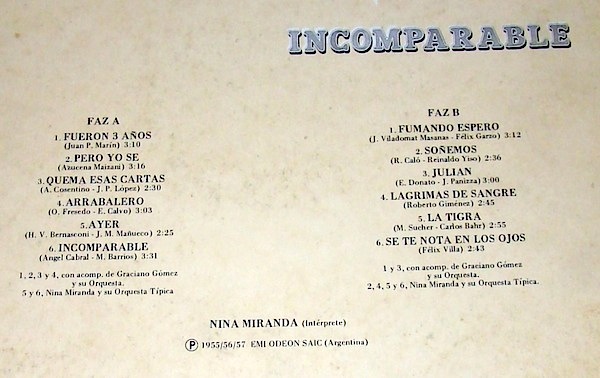 INCOMPARABLE
FAZ A
1. FUERON 3 AÑOS
(Juan P. Marín) 3:10
2. PERO YO SE
(Azucena Maizani) 3:16
3. QUEMA ESAS CARTAS
(A. Cosentino - J. P. López) 2:30
4. ARRABALERO
(O. Fresedo - E. Calvo) 3:03
5. AYER
(H. V. Bernasconi - J. M. Mañueco) 2:25
6. INCOMPARABLE
(Angel Cabral - M. Barrios) 3:31
1, 2, 3 y 4, con acomp. de Graciano Gómez
y su Orquesta.
5 y 6, Nina Miranda y su Orquesta Típica
FAZ B
1. FUMANDO ESPERO
(J. Viladomat Masanas - Félix Garzo) 3:12
2. SOÑEMOS
(R. Caló - Reinaldo Yiso) 2:36
3. JULIAN
(E. Donato - J. Panizza) 3:00
4. LAGRIMAS DE SANGRE
(Roberto Giménez) 2:45
5. LA TIGRA
(M. Sucher - Carlos Bahr) 2:55
6. SE TE NOTA EN LOS OJOS
(Félix Villa) 2:43
1 y 3, con acomp. de Graciano Gómez
y su Orquesta.
2, 4, 5 y 6, Nina Miranda y su Orquesta Típica.
NINA MIRANDA (Intérprete)
Ⓟ 1955/56/57 EMI ODEON SAIC (Argentina)